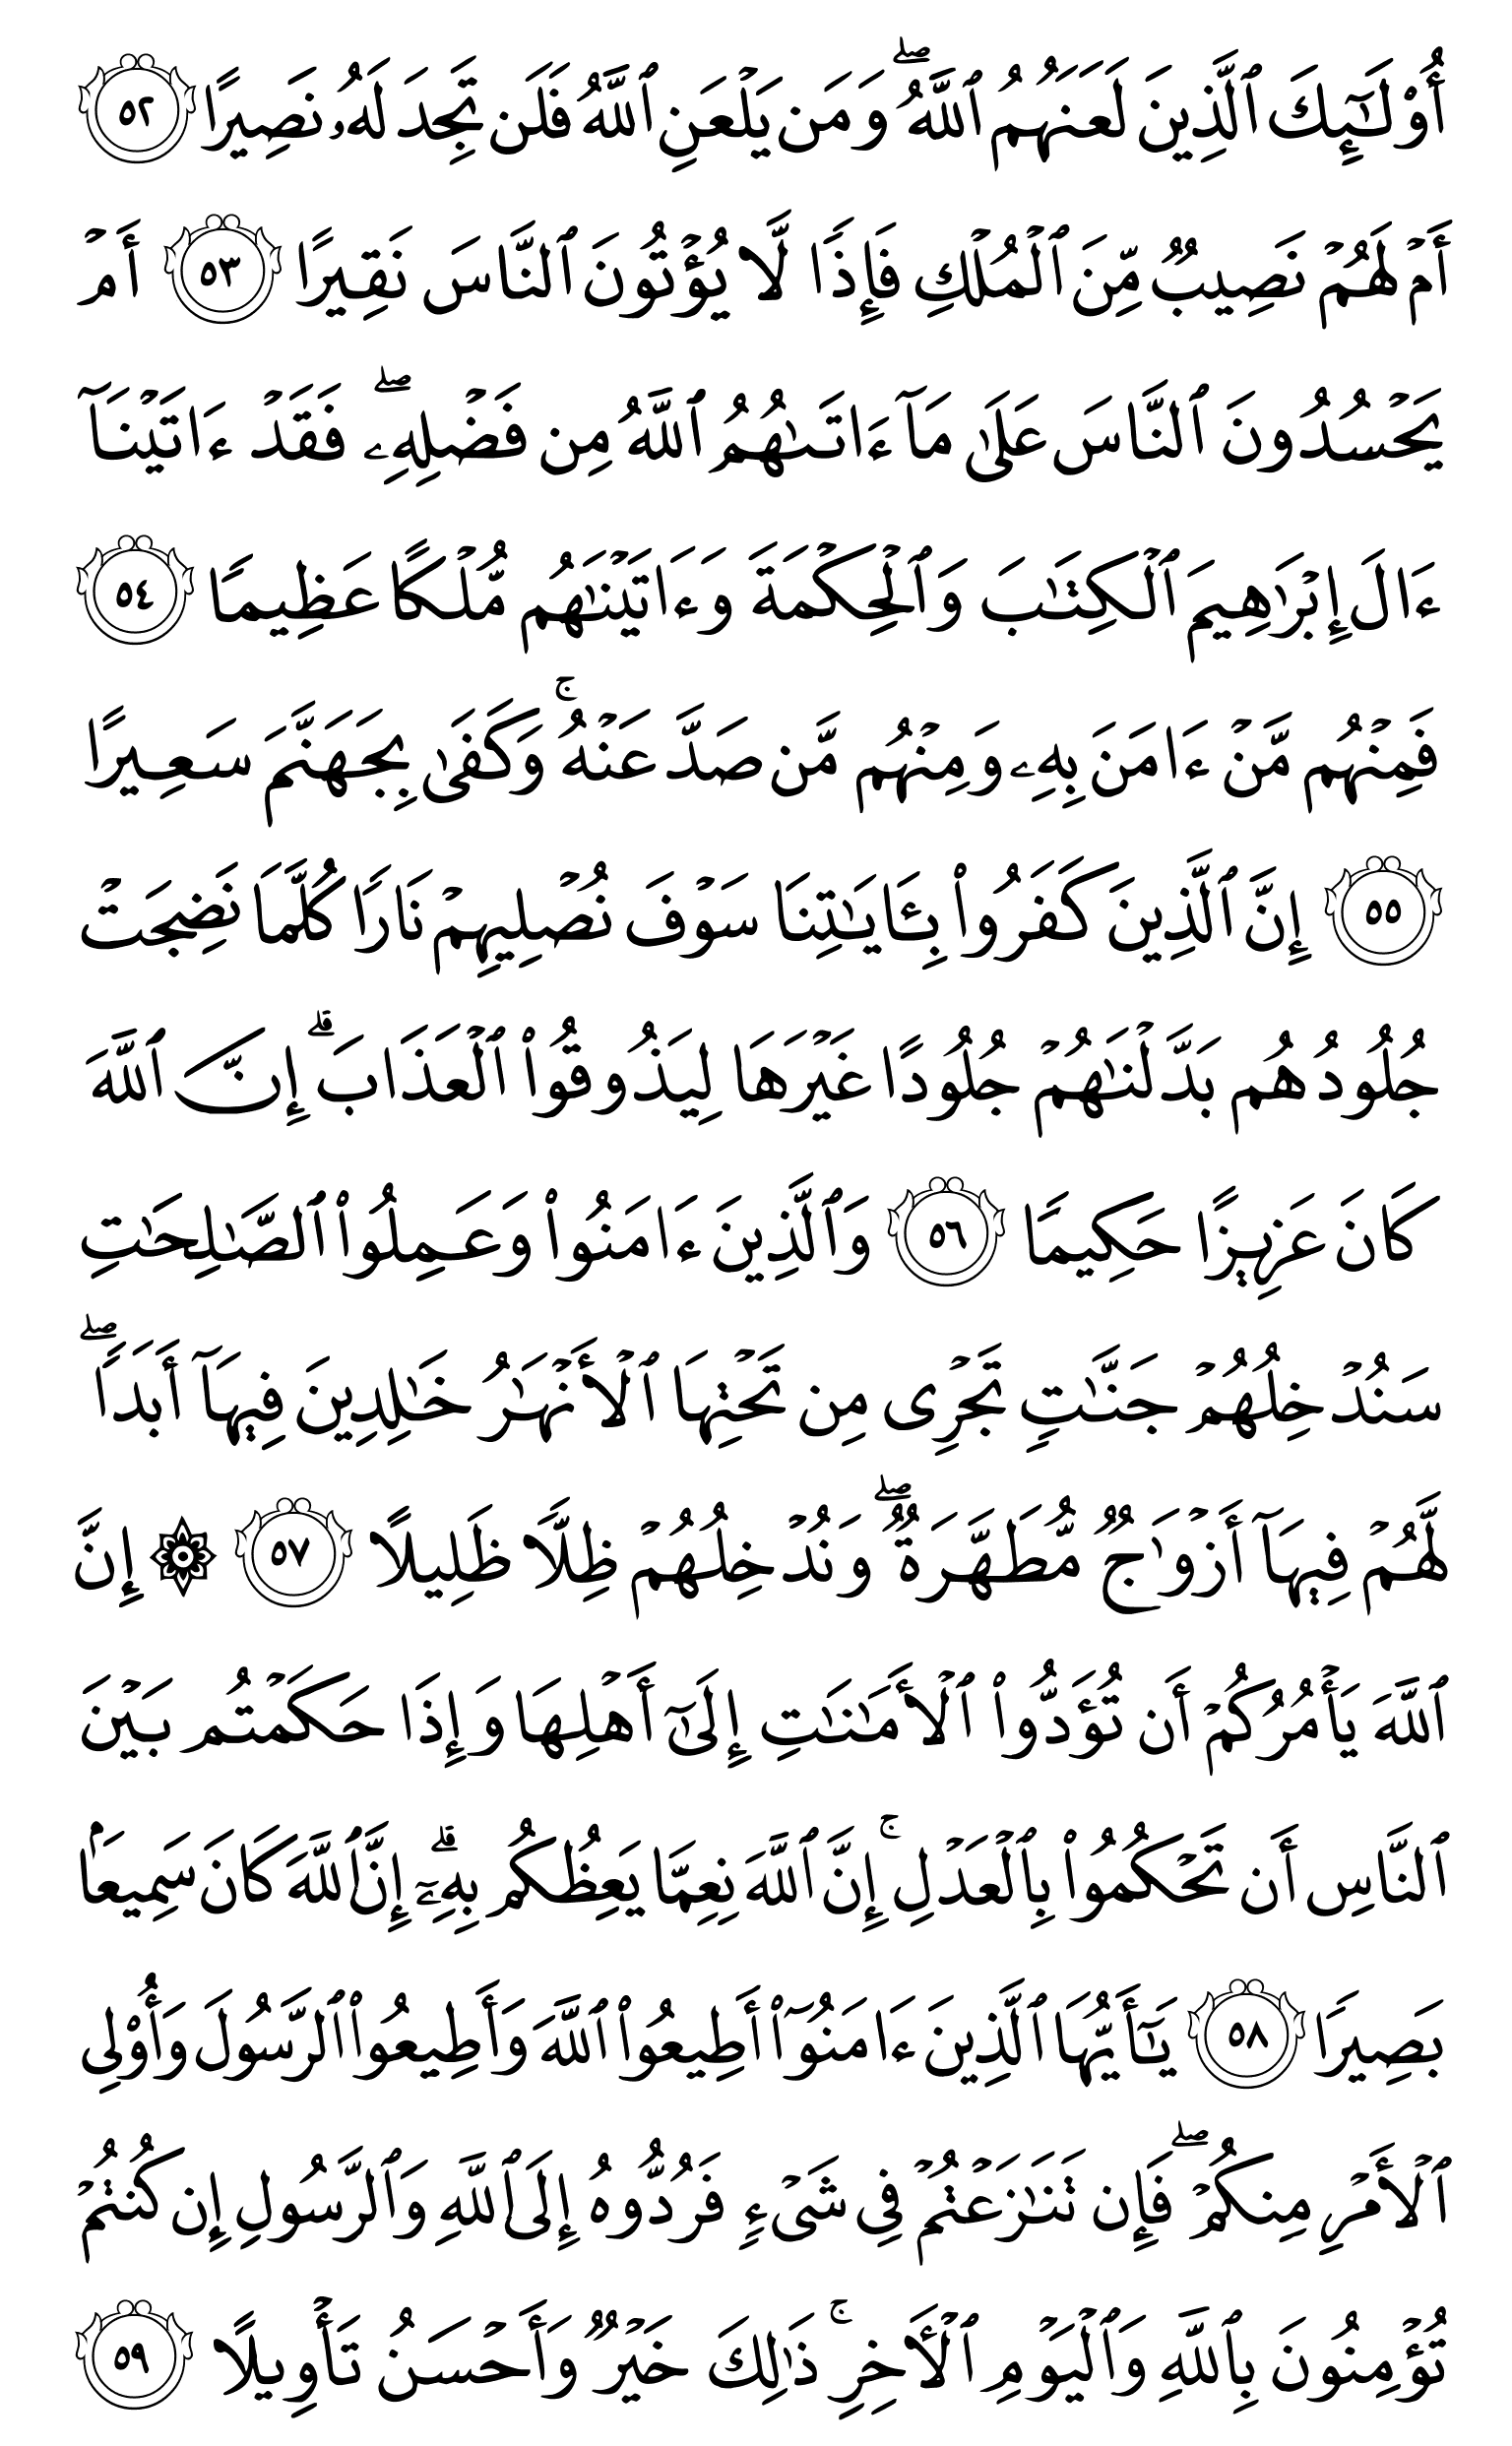 أُوْلَـٰٓئِكَ ٱلَّذِينَ لَعَنَهُمُ ٱللَّهُۖ وَمَن يَلْعَنِ ٱللَّهُ فَلَن تَجِدَ لَهُۥ نَصِيرًا ٥٢
أَمْ لَهُمْ نَصِيبٌ مِّنَ ٱلْمُلْكِ فَإِذًا لَّا يُؤْتُونَ ٱلنَّاسَ نَقِيرًا ٥٣ أَمْ
يَحْسُدُونَ ٱلنَّاسَ عَلَىٰ مَآ ءَاتَىٰهُمُ ٱللَّهُ مِن فَضْلِهِۦۖ فَقَدْ ءَاتَيْنَآ
ءَالَ إِبْرَٰهِيمَ ٱلْكِتَـٰبَ وَٱلْحِكْمَةَ وَءَاتَيْنَـٰهُم مُّلْكًا عَظِيمًا ٥٤
فَمِنْهُم مَّنْ ءَامَنَ بِهِۦ وَمِنْهُم مَّن صَدَّ عَنْهُۚ وَكَفَىٰ بِجَهَنَّمَ سَعِيرًا
٥٥ إِنَّ ٱلَّذِينَ كَفَرُوا۟ بِـَٔايَـٰتِنَا سَوْفَ نُصْلِيهِمْ نَارًا كُلَّمَا نَضِجَتْ
جُلُودُهُم بَدَّلْنَـٰهُمْ جُلُودًا غَيْرَهَا لِيَذُوقُوا۟ ٱلْعَذَابَۗ إِنَّ ٱللَّهَ
كَانَ عَزِيزًا حَكِيمًا ٥٦ وَٱلَّذِينَ ءَامَنُوا۟ وَعَمِلُوا۟ ٱلصَّـٰلِحَـٰتِ
سَنُدْخِلُهُمْ جَنَّـٰتٍ تَجْرِى مِن تَحْتِهَا ٱلْأَنْهَـٰرُ خَـٰلِدِينَ فِيهَآ أَبَدًاۖ
لَّهُمْ فِيهَآ أَزْوَٰجٌ مُّطَهَّرَةٌۖ وَنُدْخِلُهُمْ ظِلًّا ظَلِيلًا ٥٧ ۞ إِنَّ
ٱللَّهَ يَأْمُرُكُمْ أَن تُؤَدُّوا۟ ٱلْأَمَـٰنَـٰتِ إِلَىٰٓ أَهْلِهَا وَإِذَا حَكَمْتُم بَيْنَ
ٱلنَّاسِ أَن تَحْكُمُوا۟ بِٱلْعَدْلِۚ إِنَّ ٱللَّهَ نِعِمَّا يَعِظُكُم بِهِۦٓۗ إِنَّ ٱللَّهَ كَانَ سَمِيعَۢا
بَصِيرًا ٥٨ يَـٰٓأَيُّهَا ٱلَّذِينَ ءَامَنُوٓا۟ أَطِيعُوا۟ ٱللَّهَ وَأَطِيعُوا۟ ٱلرَّسُولَ وَأُو۟لِى
ٱلْأَمْرِ مِنكُمْۖ فَإِن تَنَـٰزَعْتُمْ فِى شَىْءٍ فَرُدُّوهُ إِلَى ٱللَّهِ وَٱلرَّسُولِ إِن كُنتُمْ
تُؤْمِنُونَ بِٱللَّهِ وَٱلْيَوْمِ ٱلْـَٔاخِرِۚ ذَٰلِكَ خَيْرٌ وَأَحْسَنُ تَأْوِيلًا ٥٩